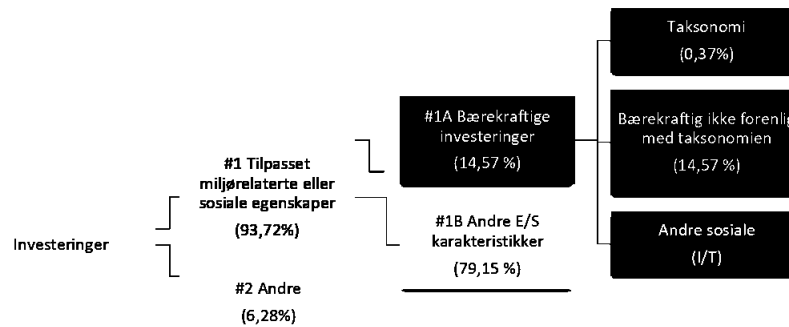 Investeringer
#1 Tilpasset
miljørelaterte eller
sosiale egenskaper
(93,72%)
#2 Andre
(6,28%)
#1A Bærekraftige
investeringer
(14,57 %)
#1B Andre E/S
karakteristikker
(79,15 %)
Taksonomi
(0,37%)
Bærekraftig ikke forenlig
med taksonomien
(14,57 %)
Andre sosiale
(I/T)